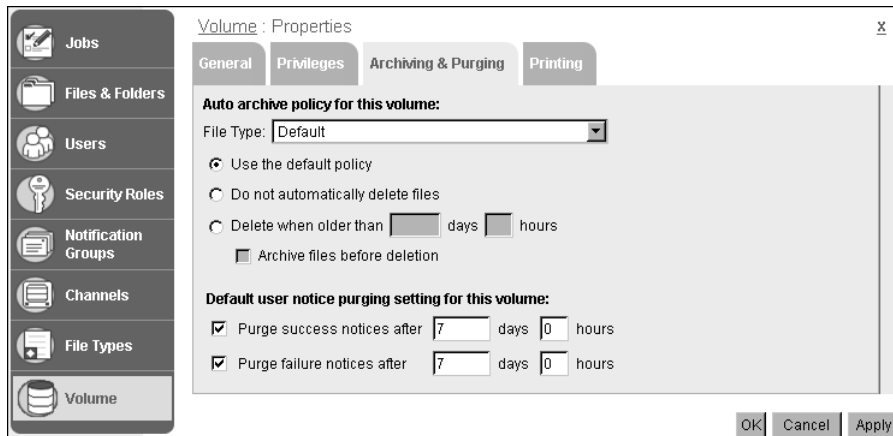 Jobs
Files & Folders
Users
Security Roles
Notification
Groups
Channels
File Types
Volume
Volume : Properties
x
General
Privileges
Archiving & Purging
Printing
Auto archive policy for this volume:
File Type: Default
Use the default policy
Do not automatically delete files
Delete when older than days hours
Archive files before deletion
Default user notice purging setting for this volume:
Purge success notices after 7 days 0 hours
Purge failure notices after 7 days 0 hours
OK Cancel Apply